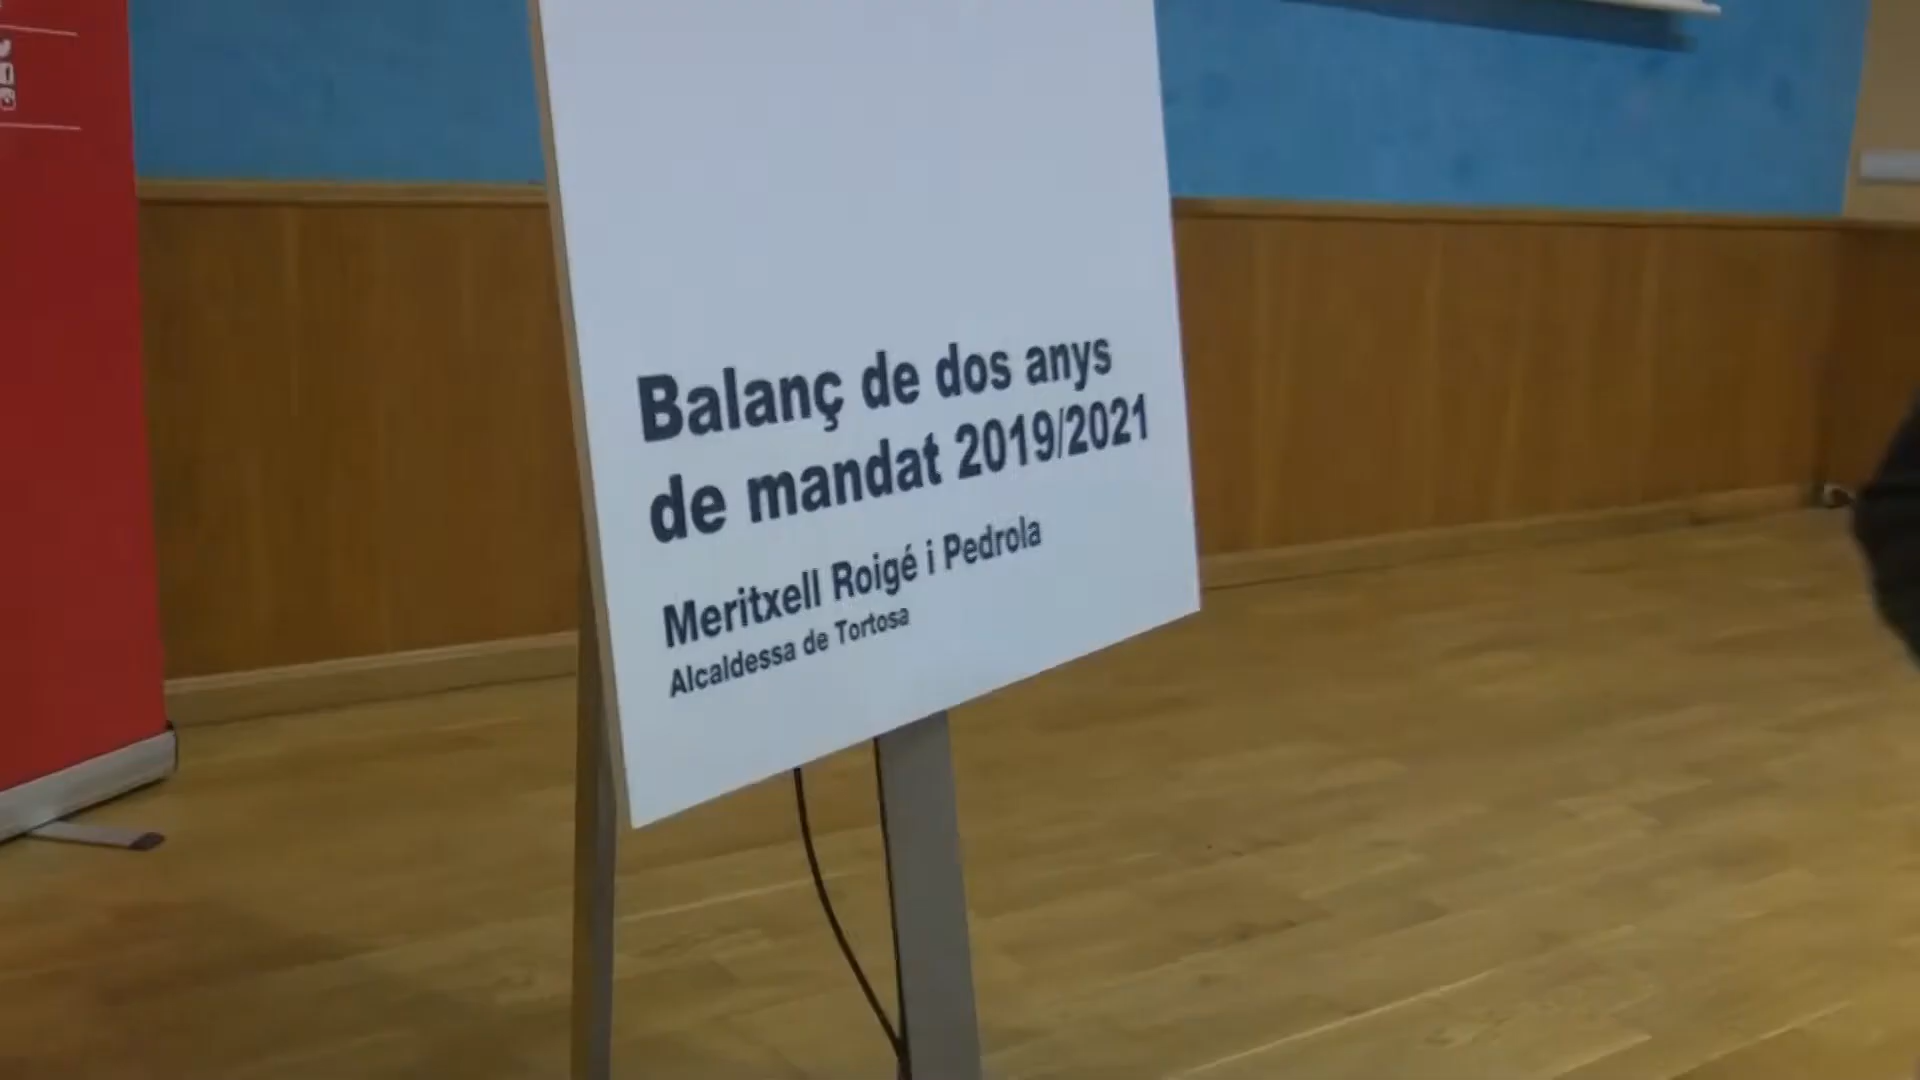 Balanç de dos anys
de mandat 2019/2021
Meritxell Roigé i Pedrola
Alcaldessa de Tortosa